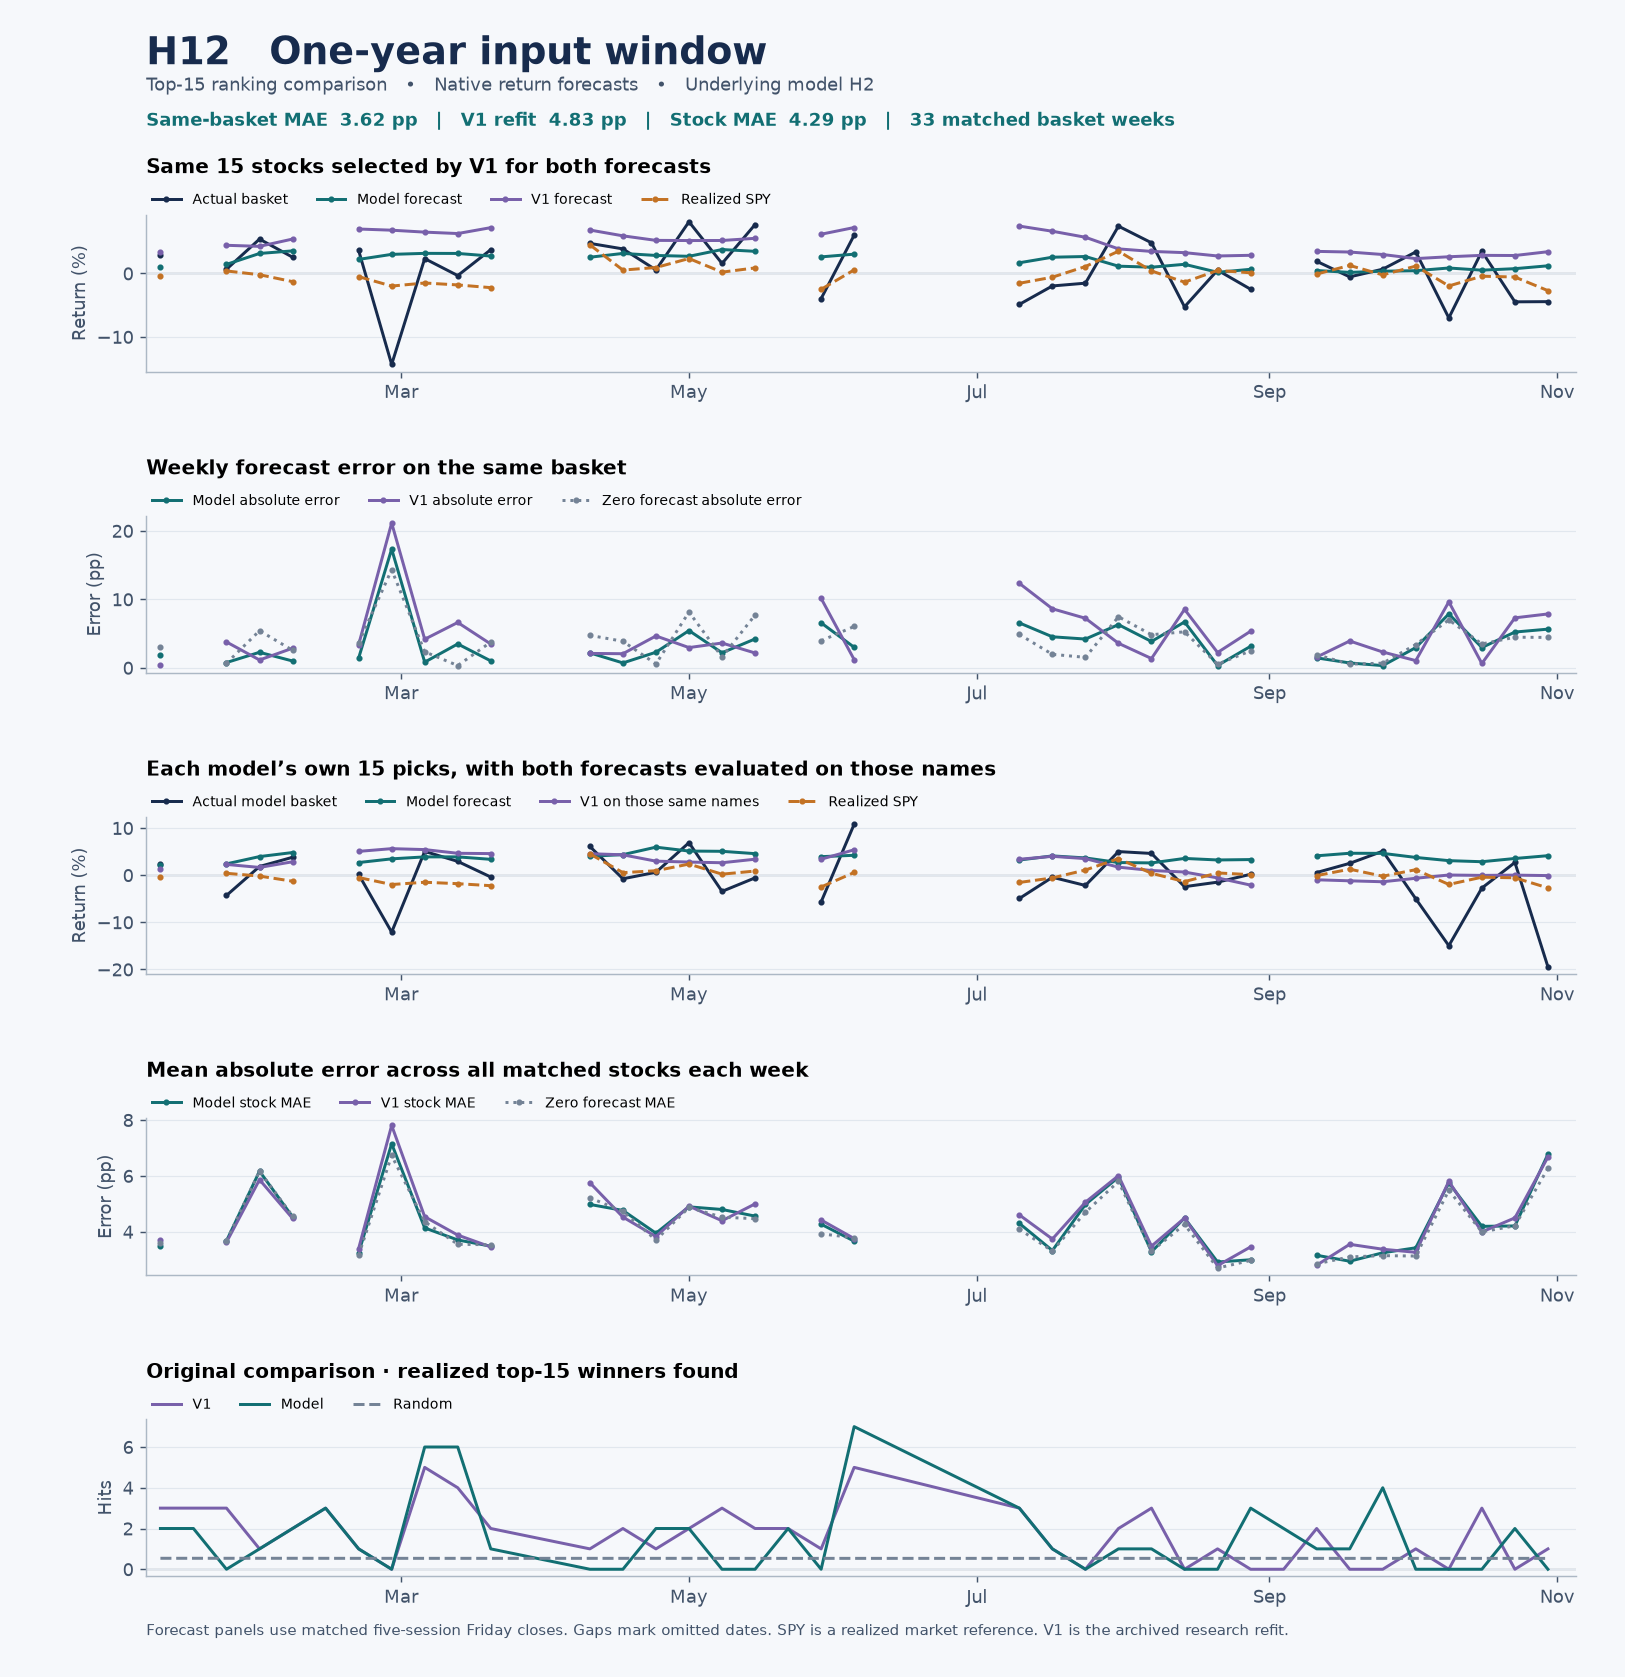 H12 One-year input window
Top-15 ranking comparison • Native return forecasts • Underlying model H2
Same-basket MAE 3.62 pp | V1 refit 4.83 pp | Stock MAE 4.29 pp | 33 matched basket weeks
Same 15 stocks selected by V1 for both forecasts
Actual basket Model forecast V1 forecast Realized SPY
Return (%)
0
−10
Mar May Jul Sep Nov
Weekly forecast error on the same basket
Model absolute error V1 absolute error Zero forecast absolute error
Error (pp)
20
10
0
Mar May Jul Sep Nov
Each model’s own 15 picks, with both forecasts evaluated on those names
Actual model basket Model forecast V1 on those same names Realized SPY
Return (%)
10
0
−10
−20
Mar May Jul Sep Nov
Mean absolute error across all matched stocks each week
Model stock MAE V1 stock MAE Zero forecast MAE
Error (pp)
8
6
4
Mar May Jul Sep Nov
Original comparison · realized top-15 winners found
V1 Model Random
Hits
6
4
2
0
Mar May Jul Sep Nov
Forecast panels use matched five-session Friday closes. Gaps mark omitted dates. SPY is a realized market reference. V1 is the archived research refit.